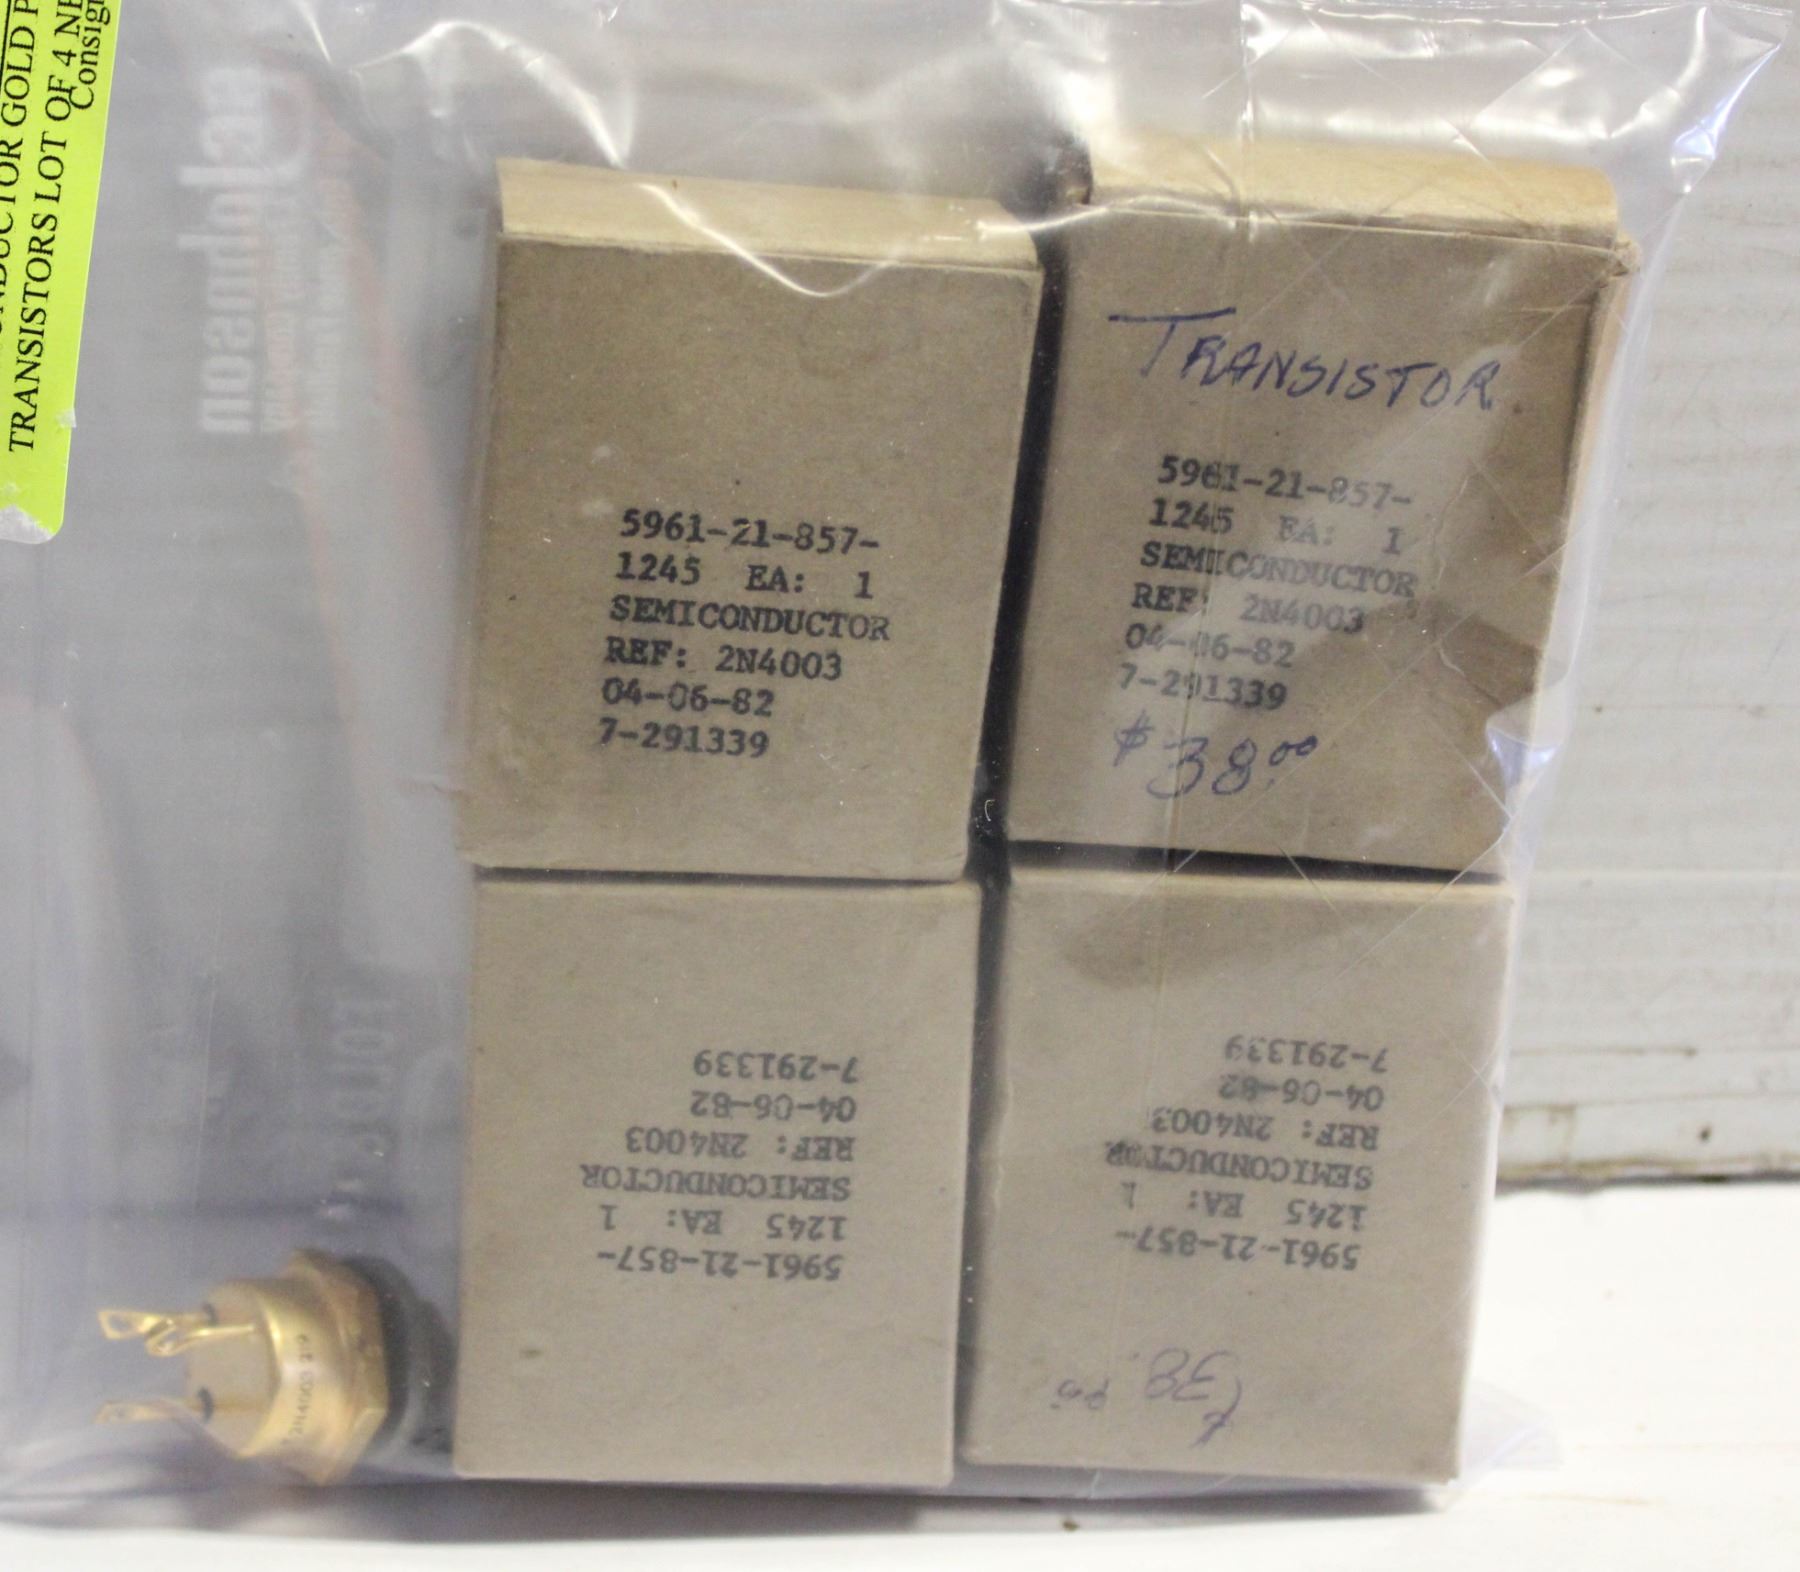 TRANSISTORS LOT OF 4
Consig
5961-21-857-
1245 EA: 1
SEMICONDUCTOR
REF: 2N4003
04-06-82
7-291339
TRANSISTOR
5961-21-857-
1245 EA: 1
SEMICONDUCTOR
REF: 2N4003
04-06-82
7-291339
$38.00
5961-21-857-
1245 EA: 1
SEMICONDUCTOR
REF: 2N4003
04-06-82
7-291339
5961-21-857-
1245 EA: 1
SEMICONDUCTOR
REF: 2N4003
04-06-82
7-291339
2N4003